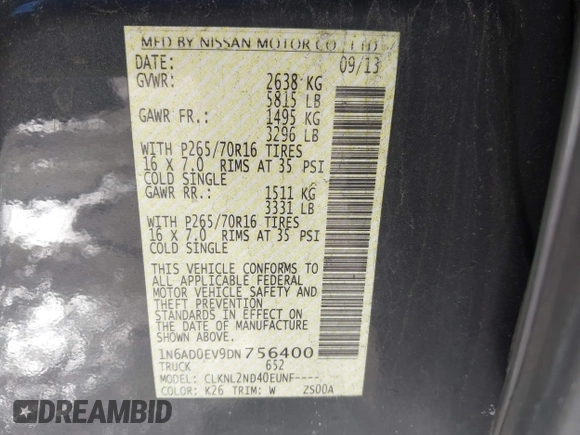 MFD BY NISSAN MOTOR CO., LTD.
DATE: 09/13
GVWR: 2638 KG
5815 LB
GAWR FR.: 1495 KG
3296 LB
WITH P265/70R16 TIRES
16 X 7.0 RIMS AT 35 PSI
COLD SINGLE
GAWR RR.: 1511 KG
3331 LB
WITH P265/70R16 TIRES
16 X 7.0 RIMS AT 35 PSI
COLD SINGLE
THIS VEHICLE CONFORMS TO
ALL APPLICABLE FEDERAL
MOTOR VEHICLE SAFETY AND
THEFT PREVENTION
STANDARDS IN EFFECT ON
THE DATE OF MANUFACTURE
SHOWN ABOVE.
1N6AD0EV9DN756400
TRUCK 652
MODEL: CLKNL2ND40EUNF----
COLOR: K26 TRIM: W ZS00A
DREAMBID